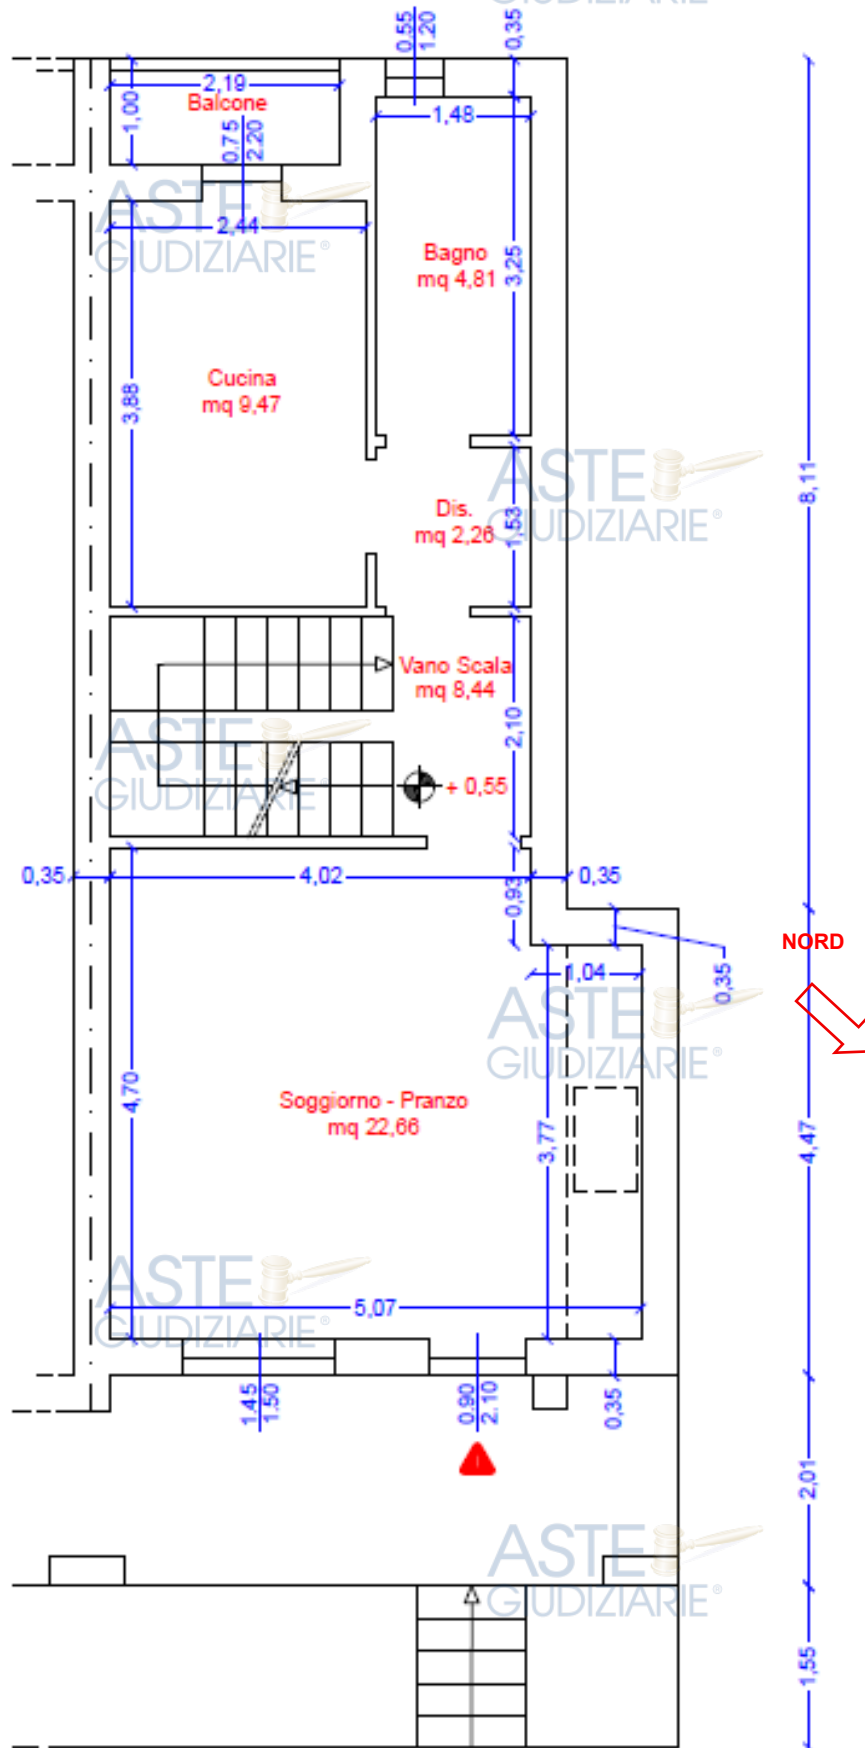 0.55
1.20
0,35
2,19
Balcone
1,00
1,48
0.75
2.20
ASTE
GIUDIZIARIE®
2,44
Bagno
mq 4,81
3,25
Cucina
mq 9,47
3,88
ASTE
GIUDIZIARIE®
8,11
Dis.
mq 2,26
1,53
Vano Scala
mq 8,44
2,10
ASTE
GIUDIZIARIE®
+ 0,55
0,35
4,02
0,35
0,93
NORD
1,04
0,35
ASTE
GIUDIZIARIE®
4,70
Soggiorno - Pranzo
mq 22,66
3,77
4,47
ASTE
GIUDIZIARIE®
5,07
1.45
1.50
0.90
2.10
0,35
2,01
ASTE
GIUDIZIARIE®
1,55